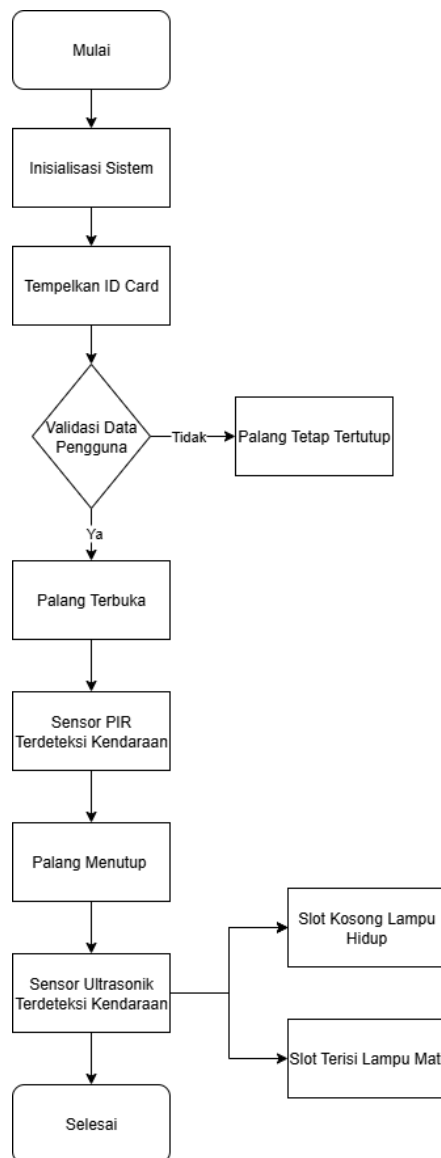 Mulai
Inisialisasi Sistem
Tempelkan ID Card
Validasi Data
Pengguna
Tidak
Palang Tetap Tertutup
Ya
Palang Terbuka
Sensor PIR
Terdeteksi Kendaraan
Palang Menutup
Slot Kosong Lampu
Hidup
Sensor Ultrasonik
Terdeteksi Kendaraan
Slot Terisi Lampu Mat
Selesai